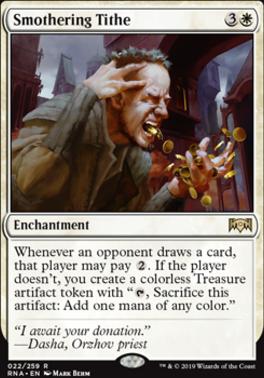 Smothering Tithe 3
Enchantment
Whenever an opponent draws a card,
that player may pay 2. If the player
doesn't, you create a colorless Treasure
artifact token with “, Sacrifice this
artifact: Add one mana of any color.”
“I await your donation.”
—Dasha, Orzhov priest
022/259 R
RNA • EN Mark Behm
™ & © 2019 Wizards of the Coast